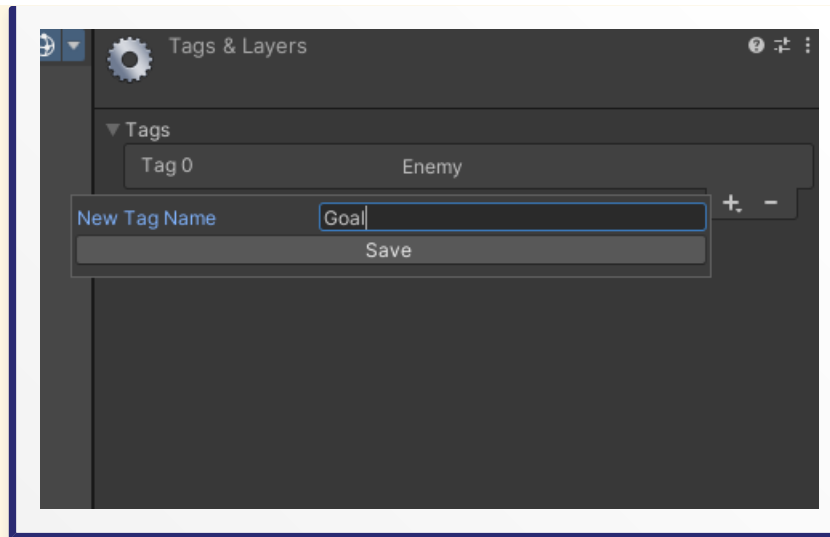 Tags & Layers
Tags
Tag 0 Enemy
New Tag Name Goal
Save